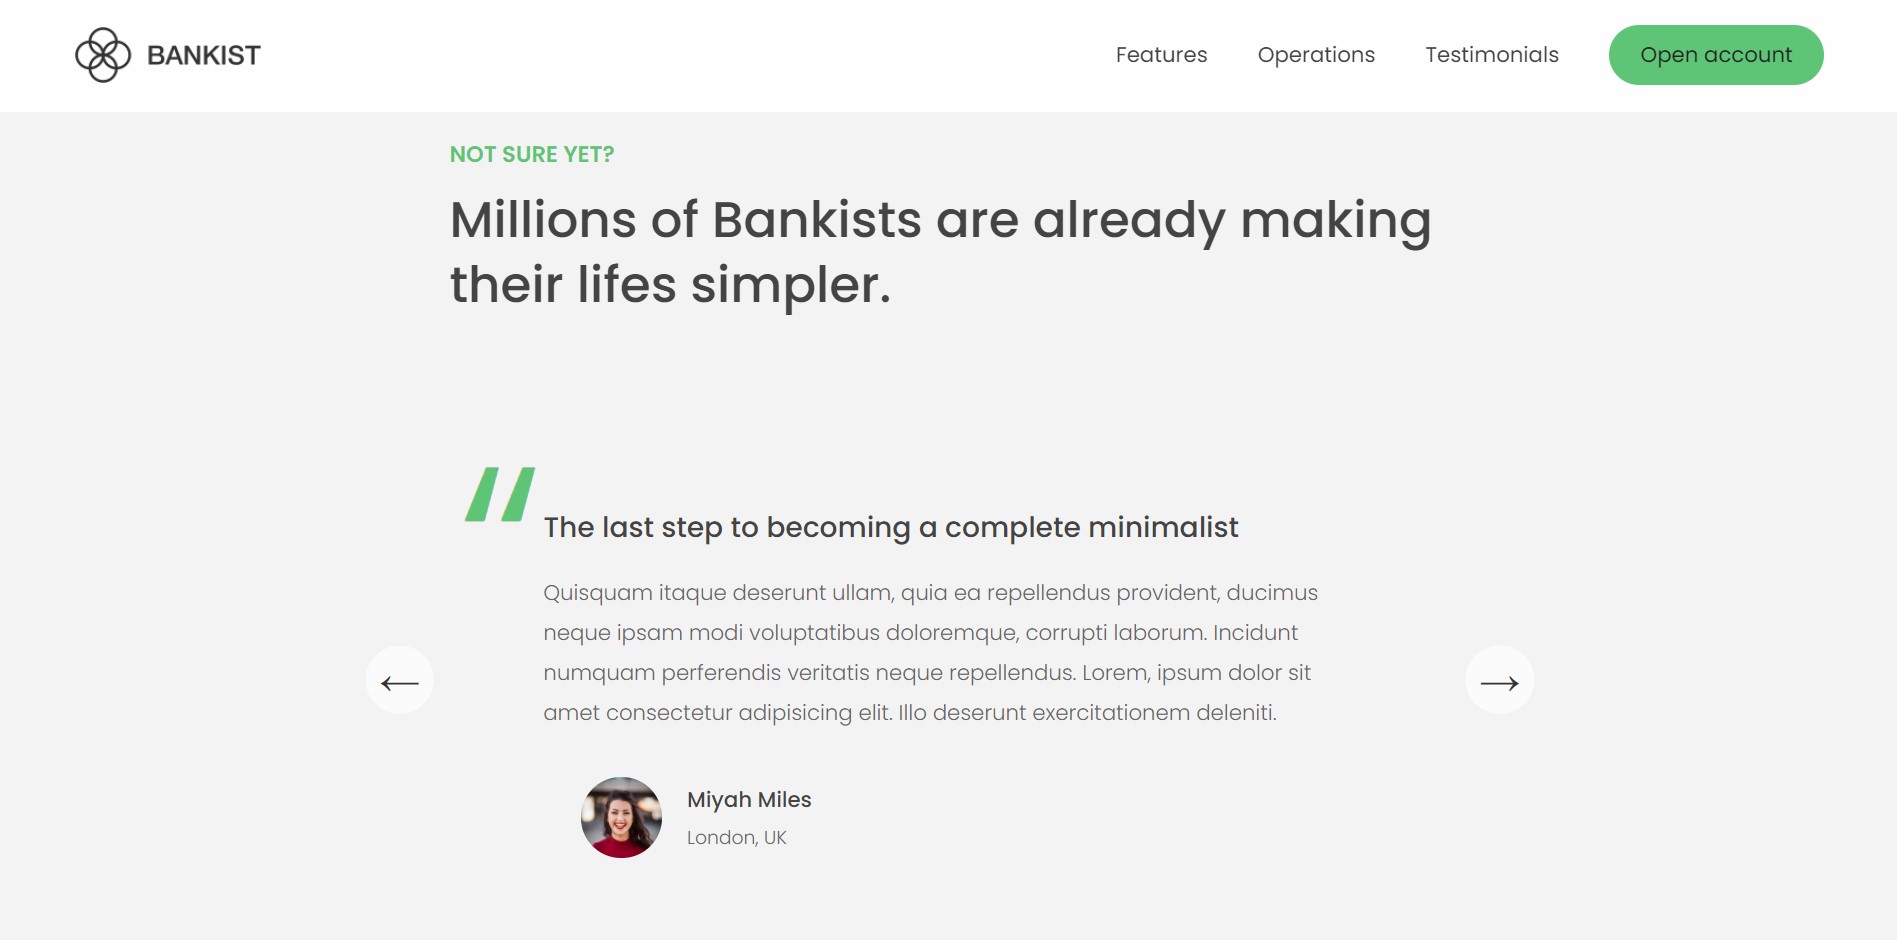 BANKIST
Features
Operations
Testimonials
Open account
NOT SURE YET?
Millions of Bankists are already making
their lifes simpler.
The last step to becoming a complete minimalist
Quisquam itaque deserunt ullam, quia ea repellendus provident, ducimus
neque ipsam modi voluptatibus doloremque, corrupti laborum. Incidunt
numquam perferendis veritatis neque repellendus. Lorem, ipsum dolor sit
amet consectetur adipisicing elit. Illo deserunt exercitationem deleniti.
Miyah Miles
London, UK